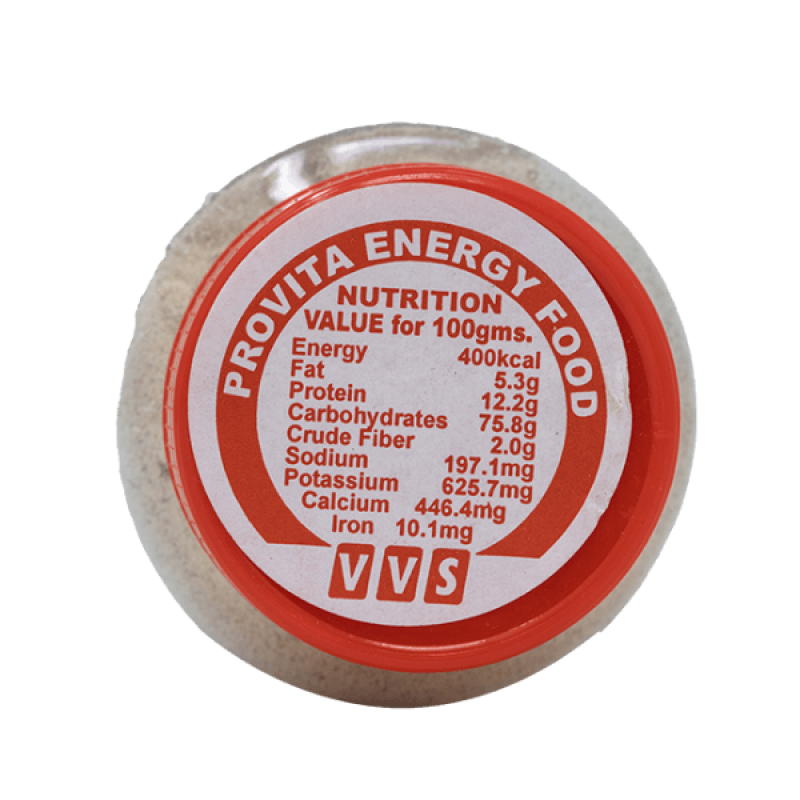 PROVITA ENERGY FOOD
NUTRITION
VALUE for 100gms.
Energy 400kcal
Fat 5.3g
Protein 12.2g
Carbohydrates 75.8g
Crude Fiber 2.0g
Sodium 197.1mg
Potassium 625.7mg
Calcium 446.4mg
Iron 10.1mg
VVS